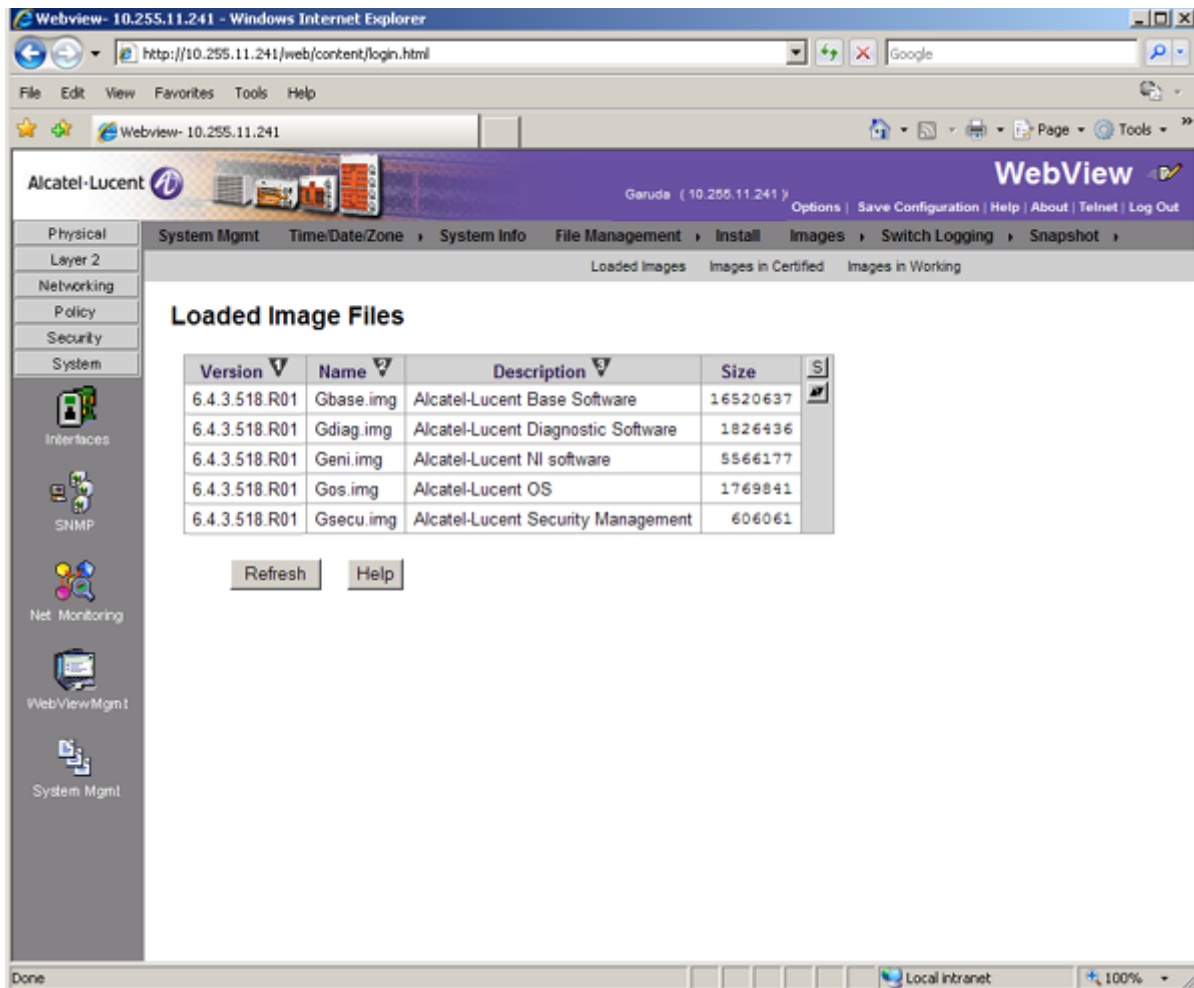 Webview- 10.255.11.241 - Windows Internet Explorer
http://10.255.11.241/web/content/login.html
Google
File Edit View Favorites Tools Help
Webview- 10.255.11.241
Page Tools »
Alcatel-Lucent
WebView
Garuda ( 10.255.11.241 )/
Options | Save Configuration | Help | About | Telnet | Log Out
Physical
Layer 2
Networking
Policy
Security
System
Interfaces
SNMP
Net Monitoring
WebViewMgmt
System Mgmt
System Mgmt Time/Date/Zone System Info File Management Install Images Switch Logging Snapshot
Loaded Images Images in Certified Images in Working
Loaded Image Files
Version 1 Name 2 Description 3 Size S
6.4.3.518.R01 Gbase.img Alcatel-Lucent Base Software 16520637
6.4.3.518.R01 Gdiag.img Alcatel-Lucent Diagnostic Software 1826436
6.4.3.518.R01 Geni.img Alcatel-Lucent NI software 5566177
6.4.3.518.R01 Gos.img Alcatel-Lucent OS 1769841
6.4.3.518.R01 Gsecu.img Alcatel-Lucent Security Management 606061
Refresh Help
Done Local intranet 100%